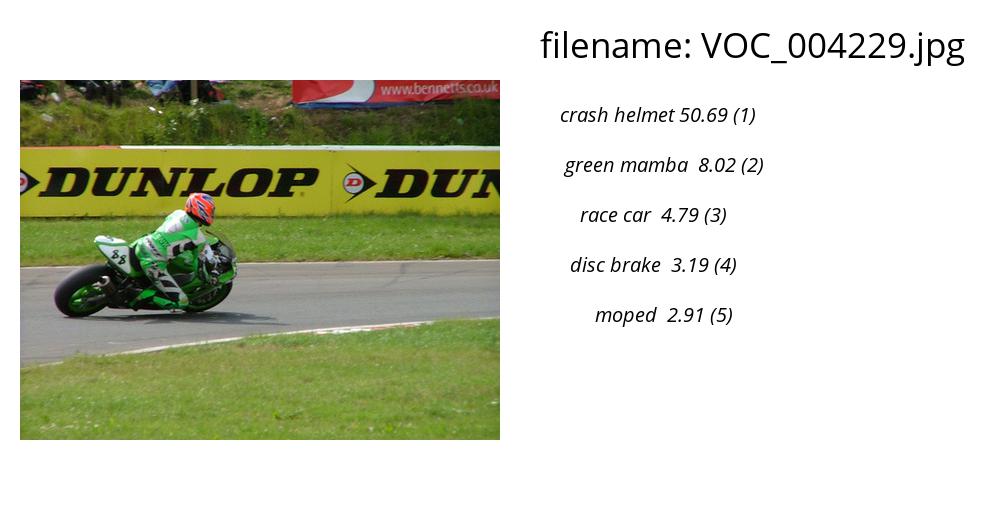 filename: VOC_004229.jpg
www.bennetts.co.uk
DUNLOP DUN
D D
88
crash helmet 50.69 (1)
green mamba 8.02 (2)
race car 4.79 (3)
disc brake 3.19 (4)
moped 2.91 (5)